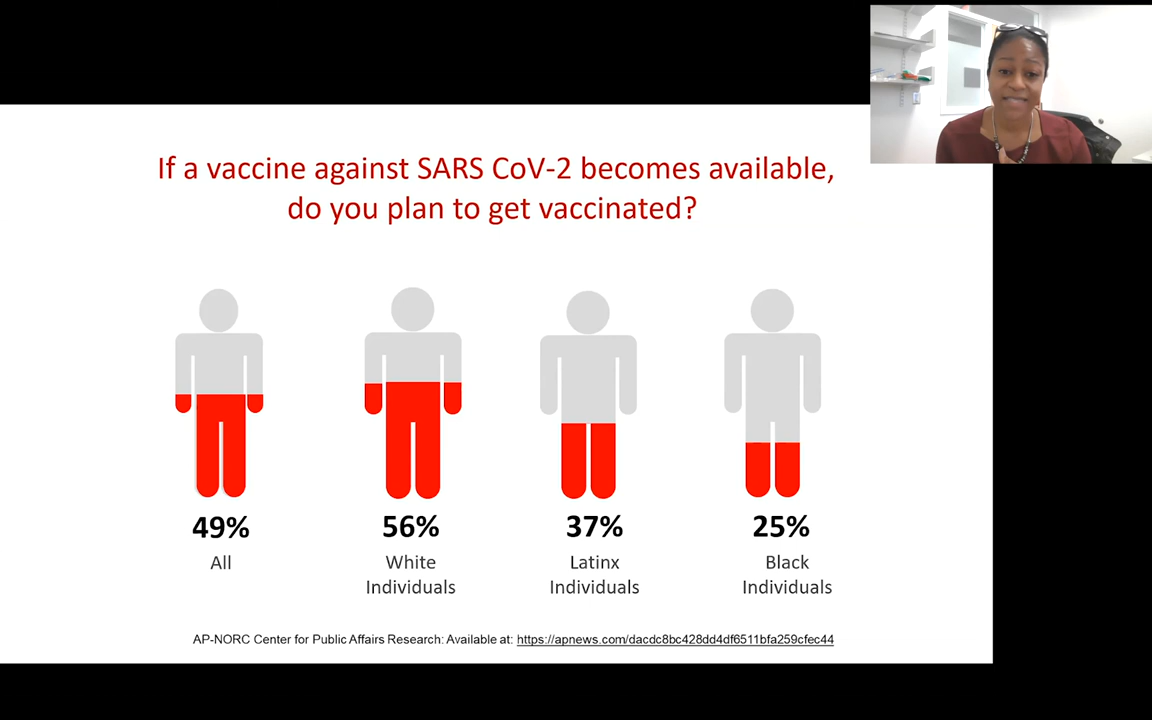 If a vaccine against SARS CoV-2 becomes available,
do you plan to get vaccinated?
49%
All
56%
White
Individuals
37%
Latinx
Individuals
25%
Black
Individuals
AP-NORC Center for Public Affairs Research: Available at: https://apnews.com/dacdc8bc428dd4df6511bfa259cfec44